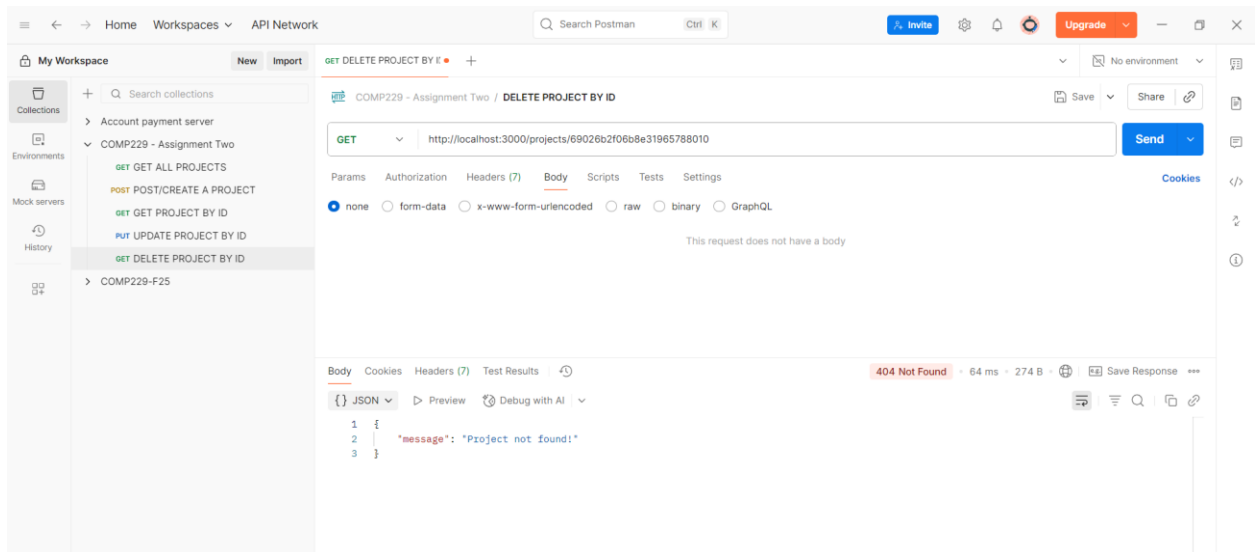 Home Workspaces API Network Search Postman Ctrl K Invite Upgrade
My Workspace New Import GET DELETE PROJECT BY I No environment
Collections Search collections HTTP COMP229 - Assignment Two / DELETE PROJECT BY ID Save Share
Account payment server
Environments COMP229 - Assignment Two GET http://localhost:3000/projects/69026b2f06b8e31965788010 Send
GET GET ALL PROJECTS
Mock servers POST POST/CREATE A PROJECT Params Authorization Headers (7) Body Scripts Tests Settings Cookies
GET GET PROJECT BY ID none form-data x-www-form-urlencoded raw binary GraphQL
History PUT UPDATE PROJECT BY ID This request does not have a body
GET DELETE PROJECT BY ID
COMP229-F25
Body Cookies Headers (7) Test Results 404 Not Found 64 ms 274 B Save Response
{} JSON Preview Debug with AI
1 {
2 "message": "Project not found!"
3 }